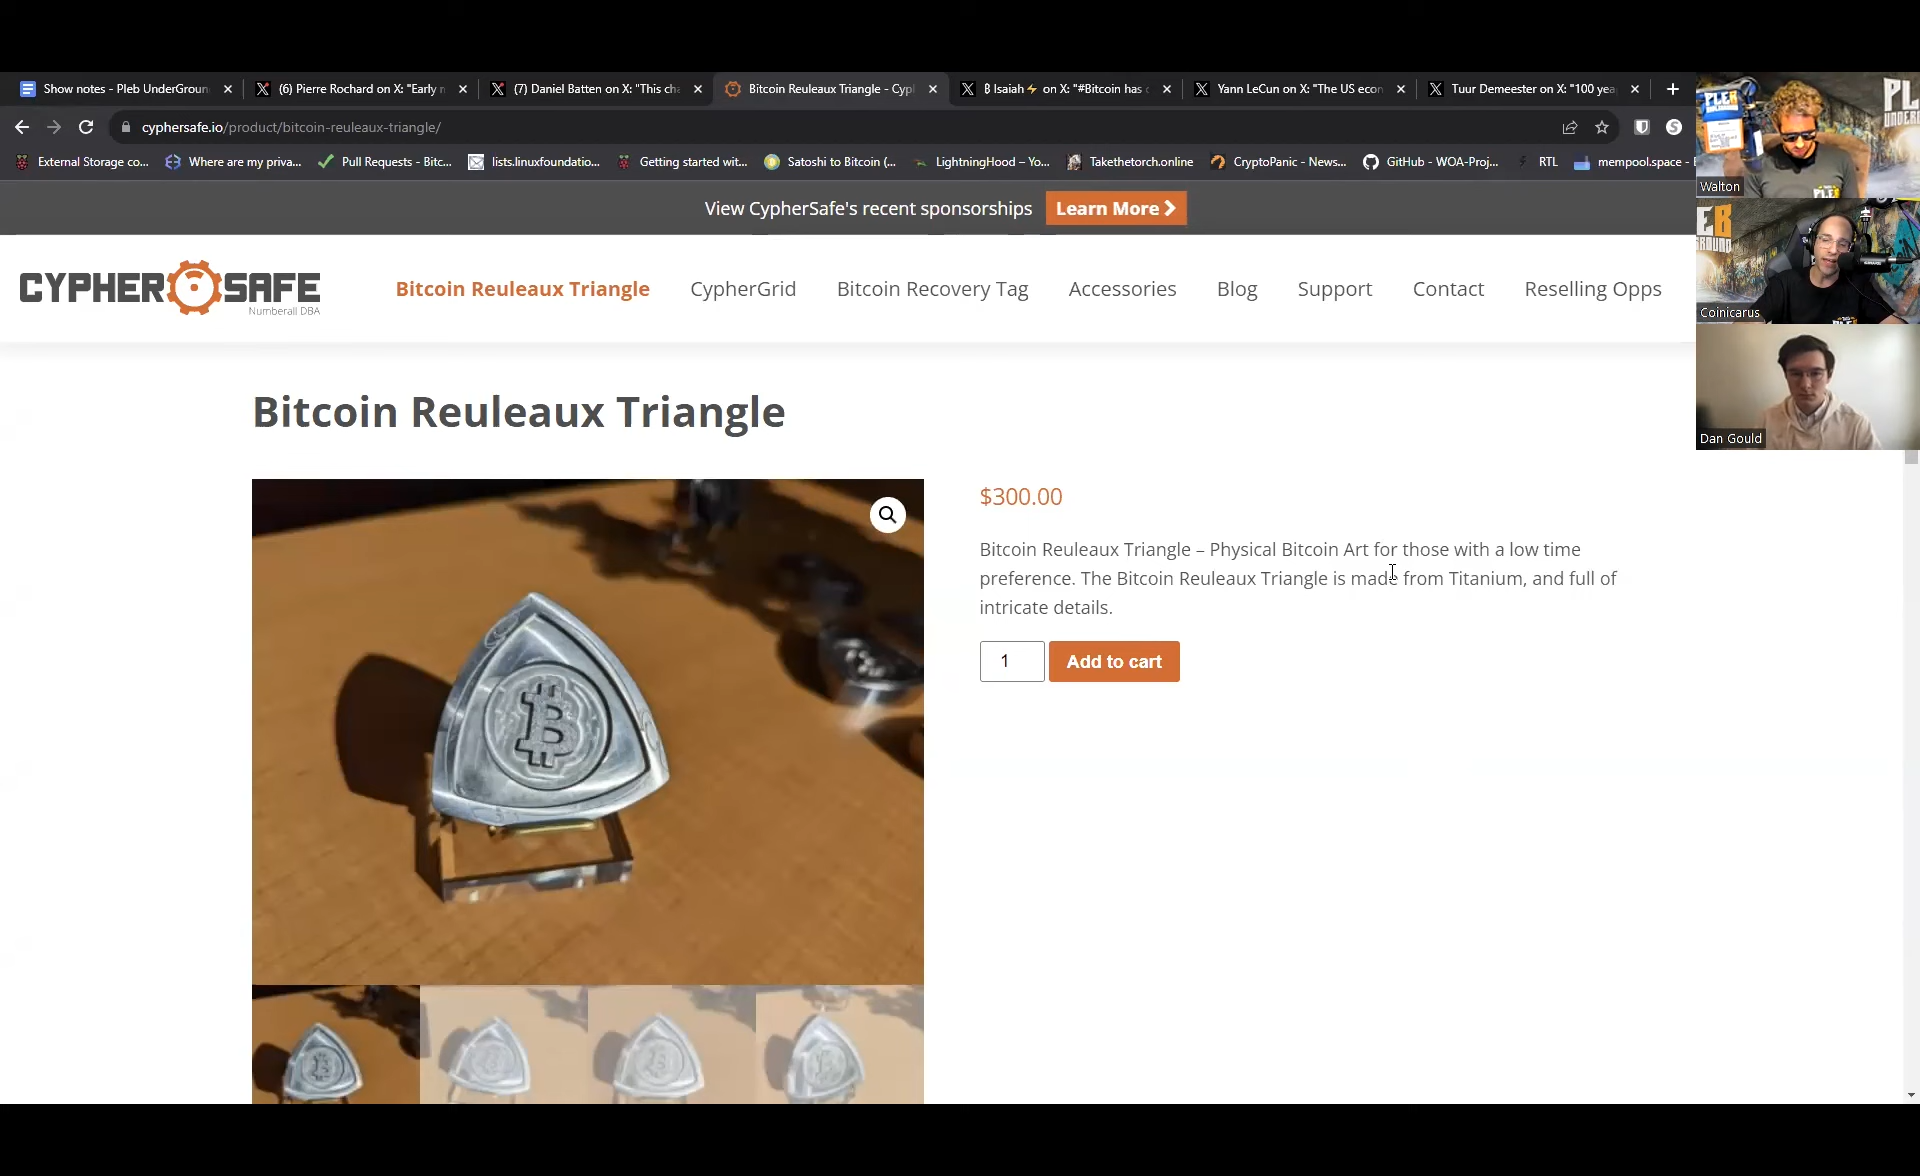 Show notes - Pleb UnderGroun
(6) Pierre Rochard on X: "Early n
(7) Daniel Batten on X: "This cha
Bitcoin Reuleaux Triangle - Cyph
₿ Isaiah⚡ on X: "#Bitcoin has
Yann LeCun on X: "The US econ
Tuur Demeester on X: "100 yea
cyphersafe.io/product/bitcoin-reuleaux-triangle/
External Storage co...
Where are my priva...
Pull Requests - Bitc...
lists.linuxfoundatio...
Getting started wit...
Satoshi to Bitcoin (...
LightningHood – Yo...
Takethetorch.online
CryptoPanic - News...
GitHub - WOA-Proj...
RTL
mempool.space -
View CypherSafe's recent sponsorships
Learn More
CYPHER SAFE
Numberall DBA
Bitcoin Reuleaux Triangle
CypherGrid
Bitcoin Recovery Tag
Accessories
Blog
Support
Contact
Reselling Opps
Walton
Coinicarus
Dan Gould
Bitcoin Reuleaux Triangle
$300.00
Bitcoin Reuleaux Triangle – Physical Bitcoin Art for those with a low time
preference. The Bitcoin Reuleaux Triangle is made from Titanium, and full of
intricate details.
1
Add to cart